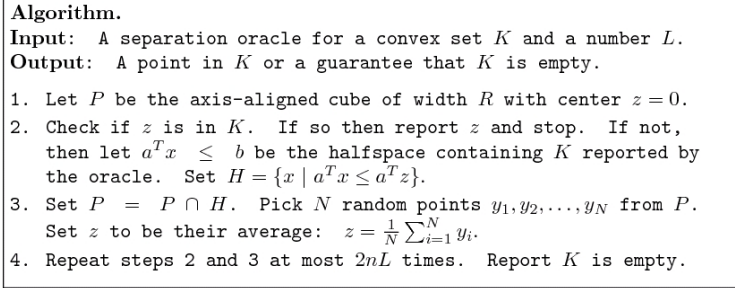 Algorithm.
Input: A separation oracle for a convex set K and a number L.
Output: A point in K or a guarantee that K is empty.
1. Let P be the axis-aligned cube of width R with center z = 0.
2. Check if z is in K. If so then report z and stop. If not,
then let a^T x ≤ b be the halfspace containing K reported by
the oracle. Set H = {x | a^T x ≤ a^T z}.
3. Set P = P ∩ H. Pick N random points y_1, y_2, . . . , y_N from P.
Set z to be their average: z = \frac{1}{N} \sum_{i=1}^{N} y_i.
4. Repeat steps 2 and 3 at most 2nL times. Report K is empty.